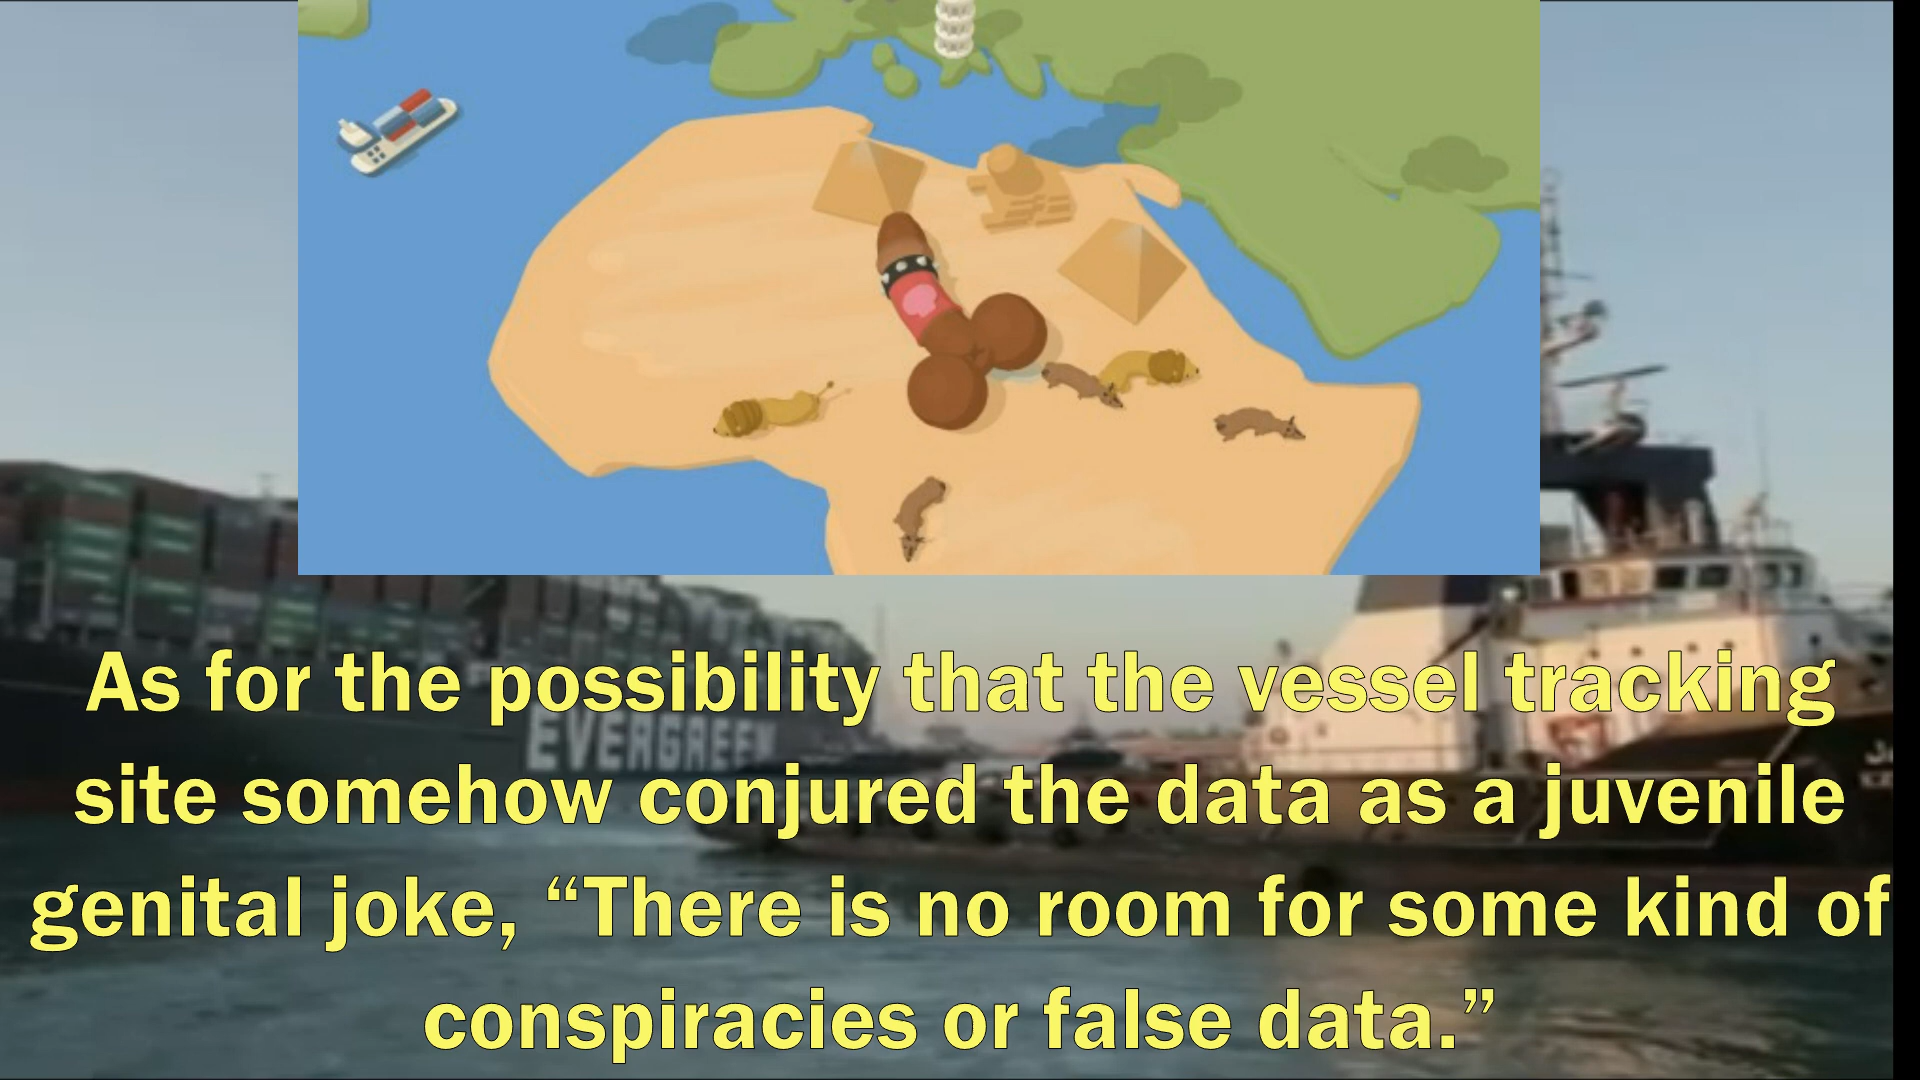 As for the possibility that the vessel tracking
EVERGREEN
site somehow conjured the data as a juvenile
genital joke, “There is no room for some kind of
conspiracies or false data.”